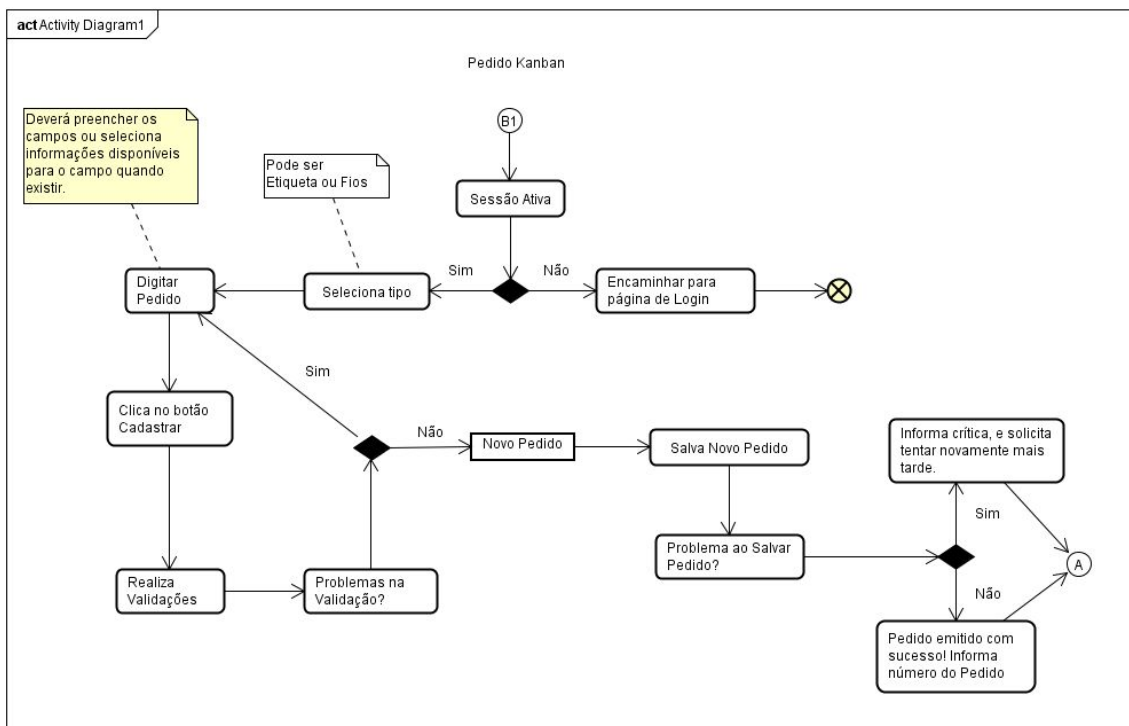 act Activity Diagram1
Pedido Kanban
Deverá preencher os
campos ou seleciona
informações disponíveis
para o campo quando
existir.
Pode ser
Etiqueta ou Fios
B1
Sessão Ativa
Sim
Não
Digitar
Pedido
Seleciona tipo
Encaminhar para
página de Login
Sim
Clica no botão
Cadastrar
Não
Novo Pedido
Salva Novo Pedido
Informa crítica, e solicita
tentar novamente mais
tarde.
Sim
Problema ao Salvar
Pedido?
A
Realiza
Validações
Problemas na
Validação?
Não
Pedido emitido com
sucesso! Informa
número do Pedido